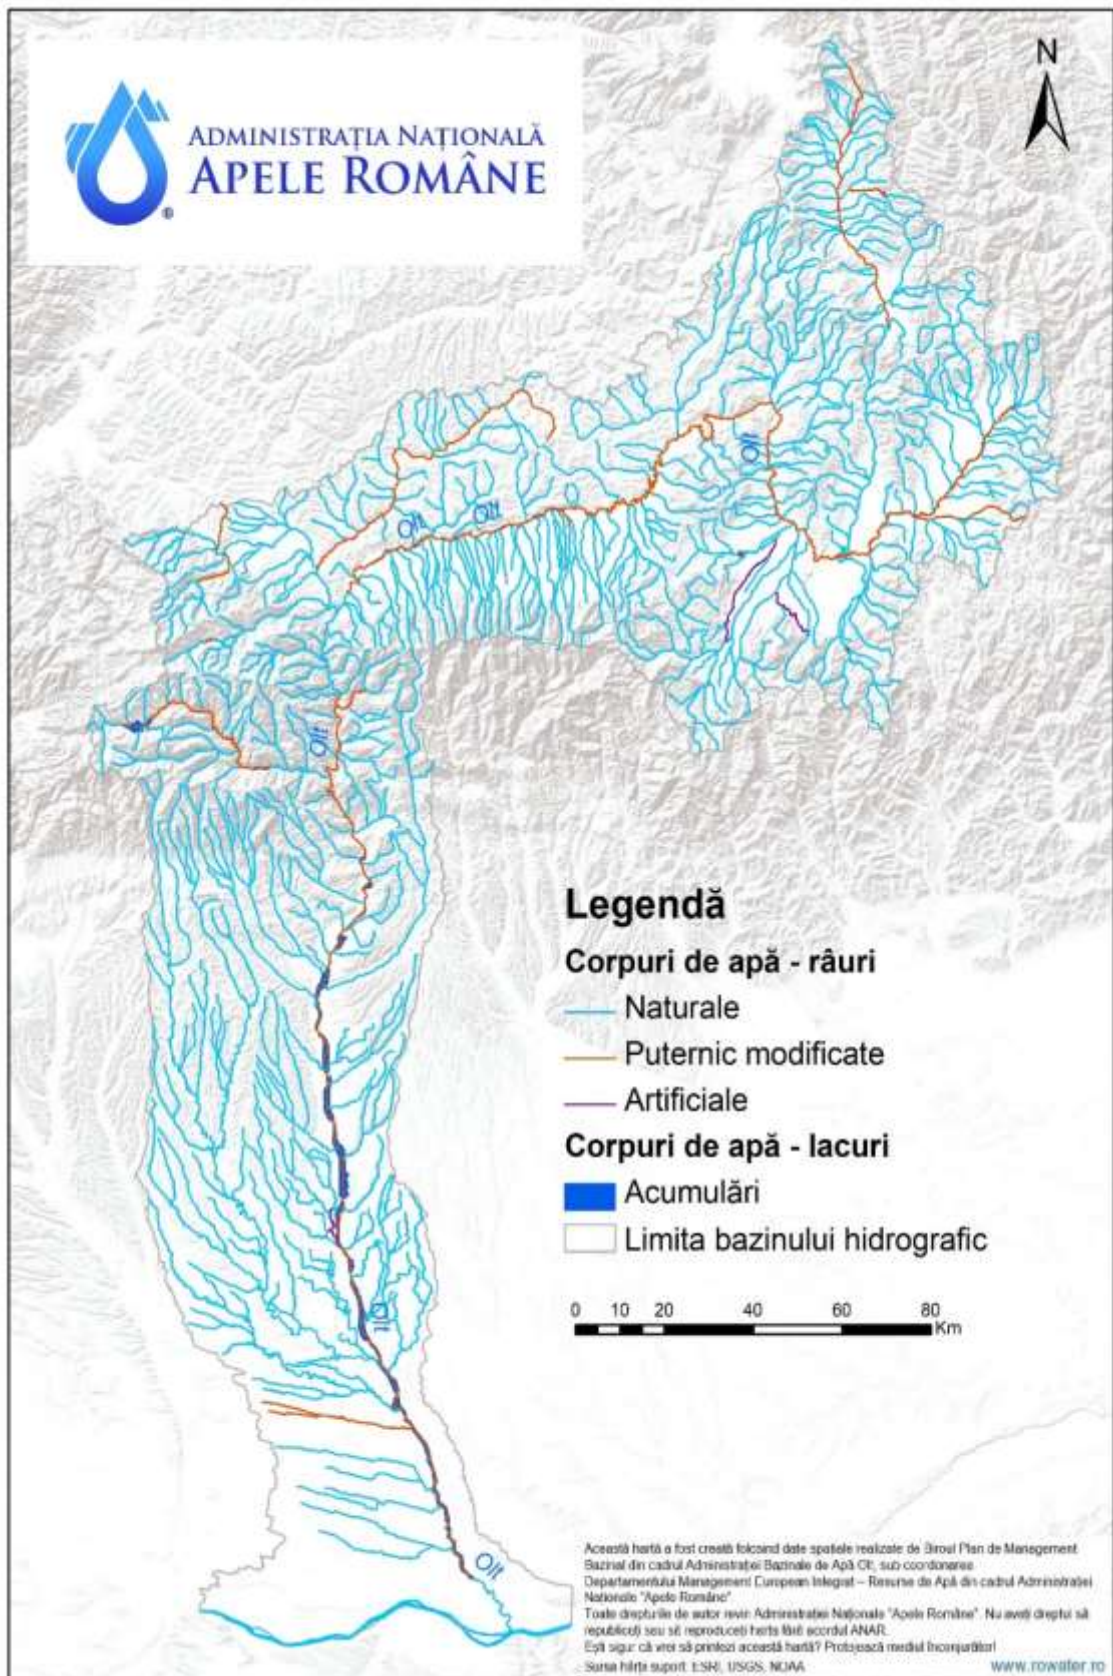 ADMINISTRAȚIA NAȚIONALĂ
APELE ROMÂNE
®
N
Olt
Olt
Olt
Olt
Legendă
Corpuri de apă - râuri
Naturale
Puternic modificate
Artificiale
Corpuri de apă - lacuri
Acumulări
Limita bazinului hidrografic
0 10 20 40 60 80
Km
Olt
Olt
Această hartă a fost creată folosind date spațiale realizate de Biroul Plan de Management
Bazinal din cadrul Administrației Bazinale de Apă Olt, sub coordonarea
Departamentului Management European Integrat – Resurse de Apă din cadrul Administrației
Naționale "Apele Române"
Toate drepturile de autor revin Administrației Naționale "Apele Române". Nu aveți dreptul să
republicați sau să reproduceți harta fără acordul ANAR.
Ești sigur că vrei să printezi această hartă? Protejează mediul înconjurător!
Sursa hărții suport: ESRI, USGS, NOAA
www.rowater.ro